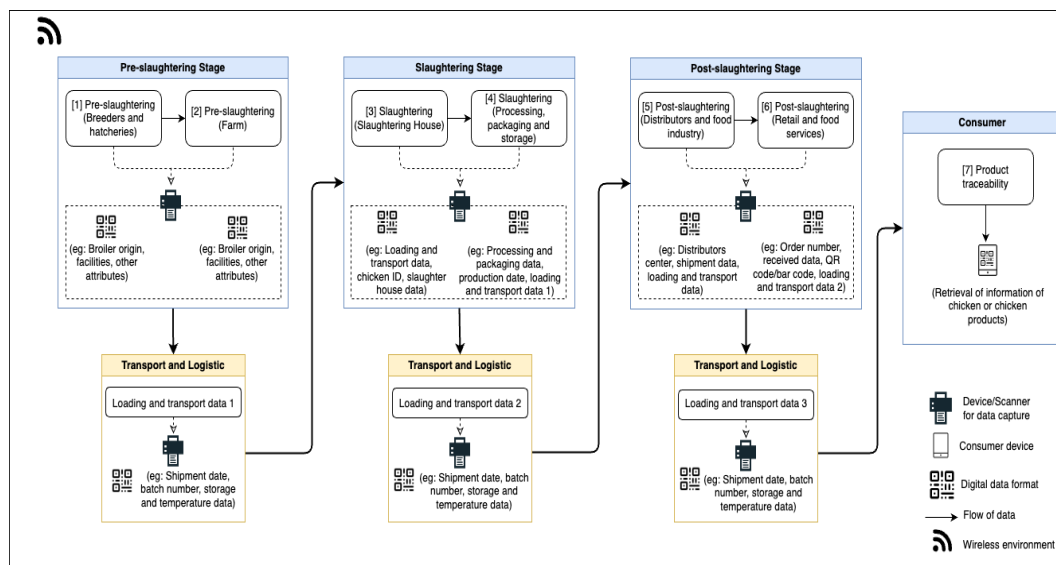 Pre-slaughtering Stage
[1] Pre-slaughtering
(Breeders and
hatcheries)
[2] Pre-slaughtering
(Farm)
(eg: Broiler origin,
facilities, other
attributes)
(eg: Broiler origin,
facilities, other
attributes)
Transport and Logistic
Loading and transport data 1
(eg: Shipment date,
batch number, storage
and temperature data)
Slaughtering Stage
[3] Slaughtering
(Slaughtering House)
[4] Slaughtering
(Processing,
packaging and
storage)
(eg: Loading and
transport data,
chicken ID, slaughter
house data)
(eg: Processing and
packaging data,
production date, loading
and transport data 1)
Transport and Logistic
Loading and transport data 2
(eg: Shipment date, batch
number, storage and
temperature data)
Post-slaughtering Stage
[5] Post-slaughtering
(Distributors and food
industry)
[6] Post-slaughtering
(Retail and food
services)
(eg: Distributors
center, shipment data,
loading and transport
data)
(eg: Order number,
received data, QR
code/bar code, loading
and transport data 2)
Transport and Logistic
Loading and transport data 3
(eg: Shipment date, batch
number, storage and
temperature data)
Consumer
[7] Product
traceability
(Retrieval of information of
chicken or chicken
products)
Device/Scanner
for data capture
Consumer device
Digital data format
Flow of data
Wireless environment